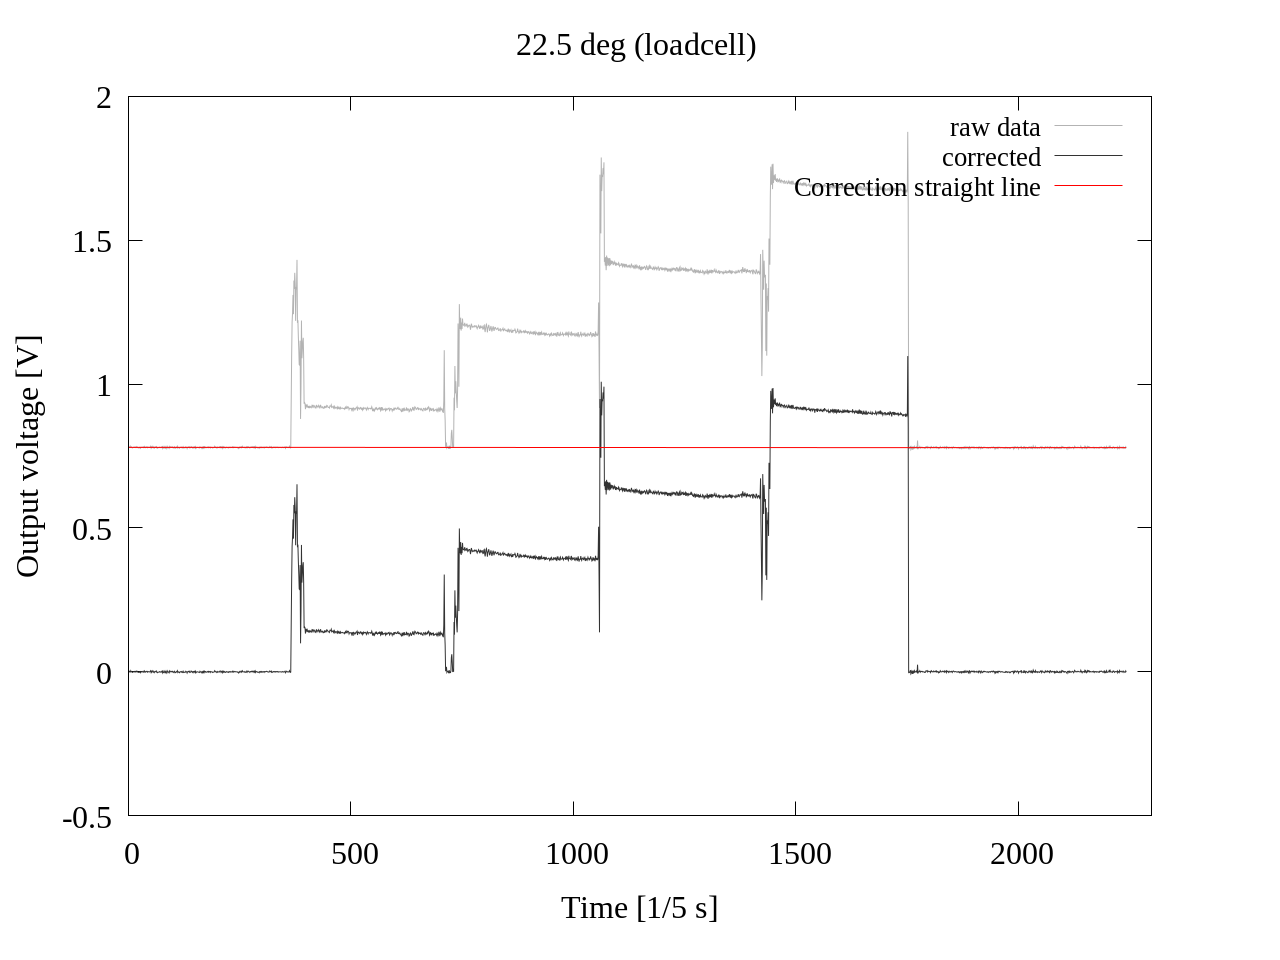 22.5 deg (loadcell)
2
1.5
1
0.5
0
-0.5
Output voltage [V]
raw data
corrected
Correction straight line
0 500 1000 1500 2000
Time [1/5 s]